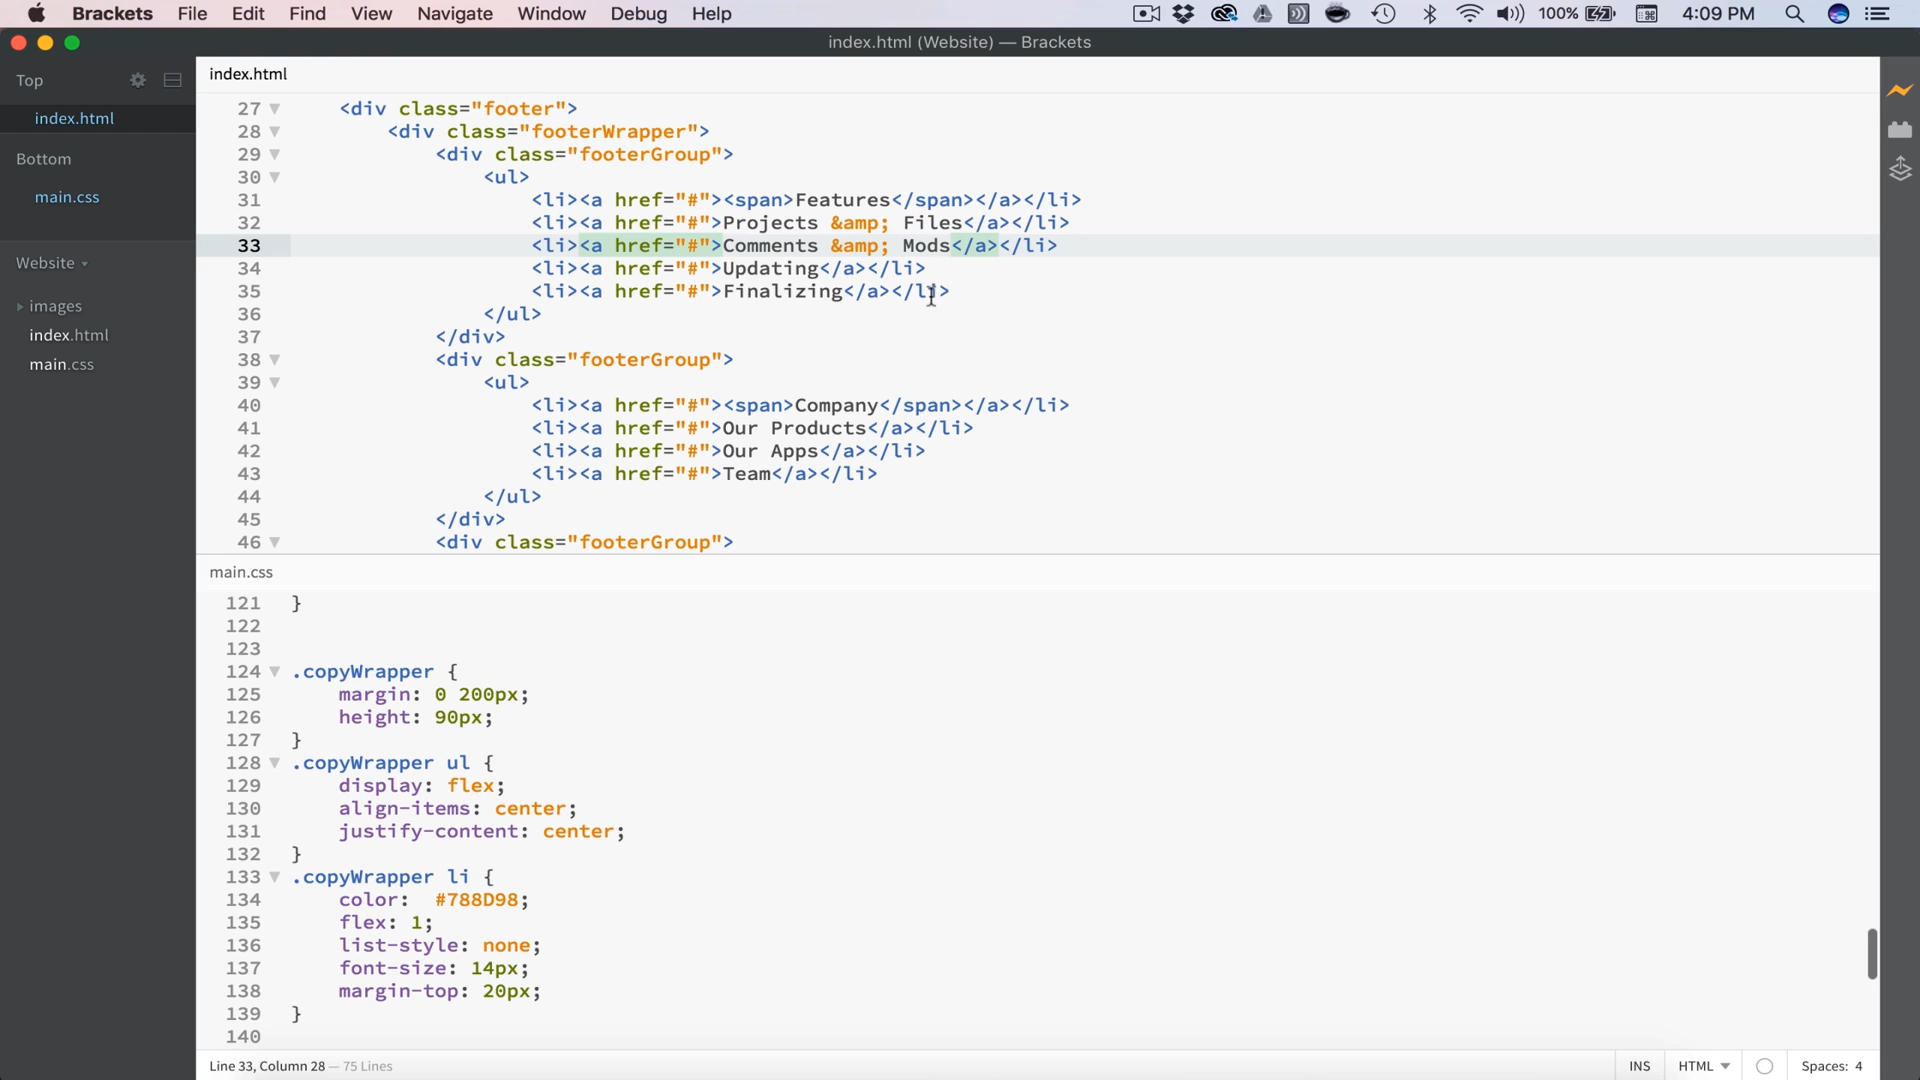 Brackets File Edit Find View Navigate Window Debug Help 100% 4:09 PM
index.html (Website) — Brackets
Top
index.html
Bottom
main.css
Website
images
index.html
main.css
index.html
27 <div class="footer">
28 <div class="footerWrapper">
29 <div class="footerGroup">
30 <ul>
31 <li><a href="#"><span>Features</span></a></li>
32 <li><a href="#">Projects &amp; Files</a></li>
33 <li><a href="#">Comments &amp; Mods</a></li>
34 <li><a href="#">Updating</a></li>
35 <li><a href="#">Finalizing</a></li>
36 </ul>
37 </div>
38 <div class="footerGroup">
39 <ul>
40 <li><a href="#"><span>Company</span></a></li>
41 <li><a href="#">Our Products</a></li>
42 <li><a href="#">Our Apps</a></li>
43 <li><a href="#">Team</a></li>
44 </ul>
45 </div>
46 <div class="footerGroup">
main.css
121 }
122
123
124 .copyWrapper {
125 margin: 0 200px;
126 height: 90px;
127 }
128 .copyWrapper ul {
129 display: flex;
130 align-items: center;
131 justify-content: center;
132 }
133 .copyWrapper li {
134 color:  #788D98;
135 flex: 1;
136 list-style: none;
137 font-size: 14px;
138 margin-top: 20px;
139 }
140
Line 33, Column 28 — 75 Lines INS HTML Spaces: 4